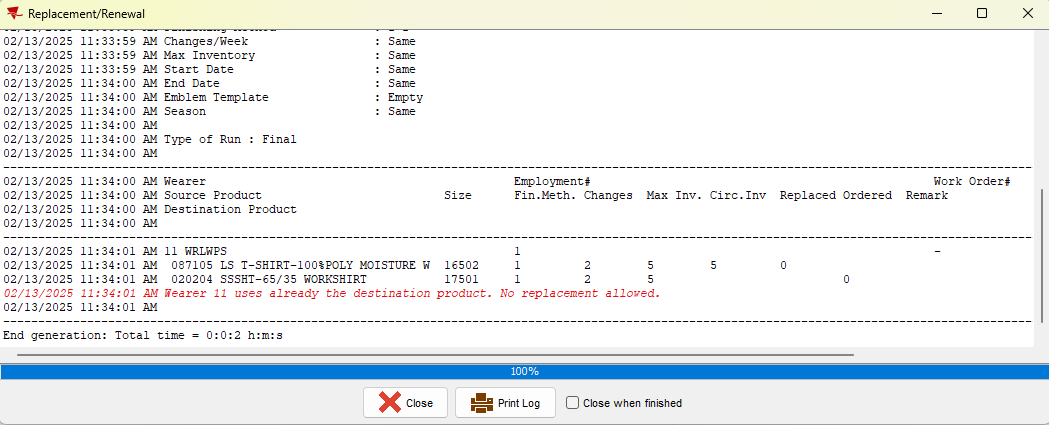 Replacement/Renewal
02/13/2025 11:33:59 AM Changes/Week : Same
02/13/2025 11:33:59 AM Max Inventory : Same
02/13/2025 11:33:59 AM Start Date : Same
02/13/2025 11:34:00 AM End Date : Same
02/13/2025 11:34:00 AM Emblem Template : Empty
02/13/2025 11:34:00 AM Season : Same
02/13/2025 11:34:00 AM
02/13/2025 11:34:00 AM Type of Run : Final
02/13/2025 11:34:00 AM
02/13/2025 11:34:00 AM Wearer Employment# Work Order#
02/13/2025 11:34:00 AM Source Product Size Fin.Meth. Changes Max Inv. Circ.Inv Replaced Ordered Remark
02/13/2025 11:34:00 AM Destination Product
02/13/2025 11:34:00 AM
02/13/2025 11:34:01 AM 11 WRLWPS 1 -
02/13/2025 11:34:01 AM 087105 LS T-SHIRT-100%POLY MOISTURE W 16502 1 2 5 5 0
02/13/2025 11:34:01 AM 020204 SSSHT-65/35 WORKSHIRT 17501 1 2 5 0
02/13/2025 11:34:01 AM Wearer 11 uses already the destination product. No replacement allowed.
02/13/2025 11:34:01 AM
End generation: Total time = 0:0:2 h:m:s
100%
Close Print Log Close when finished